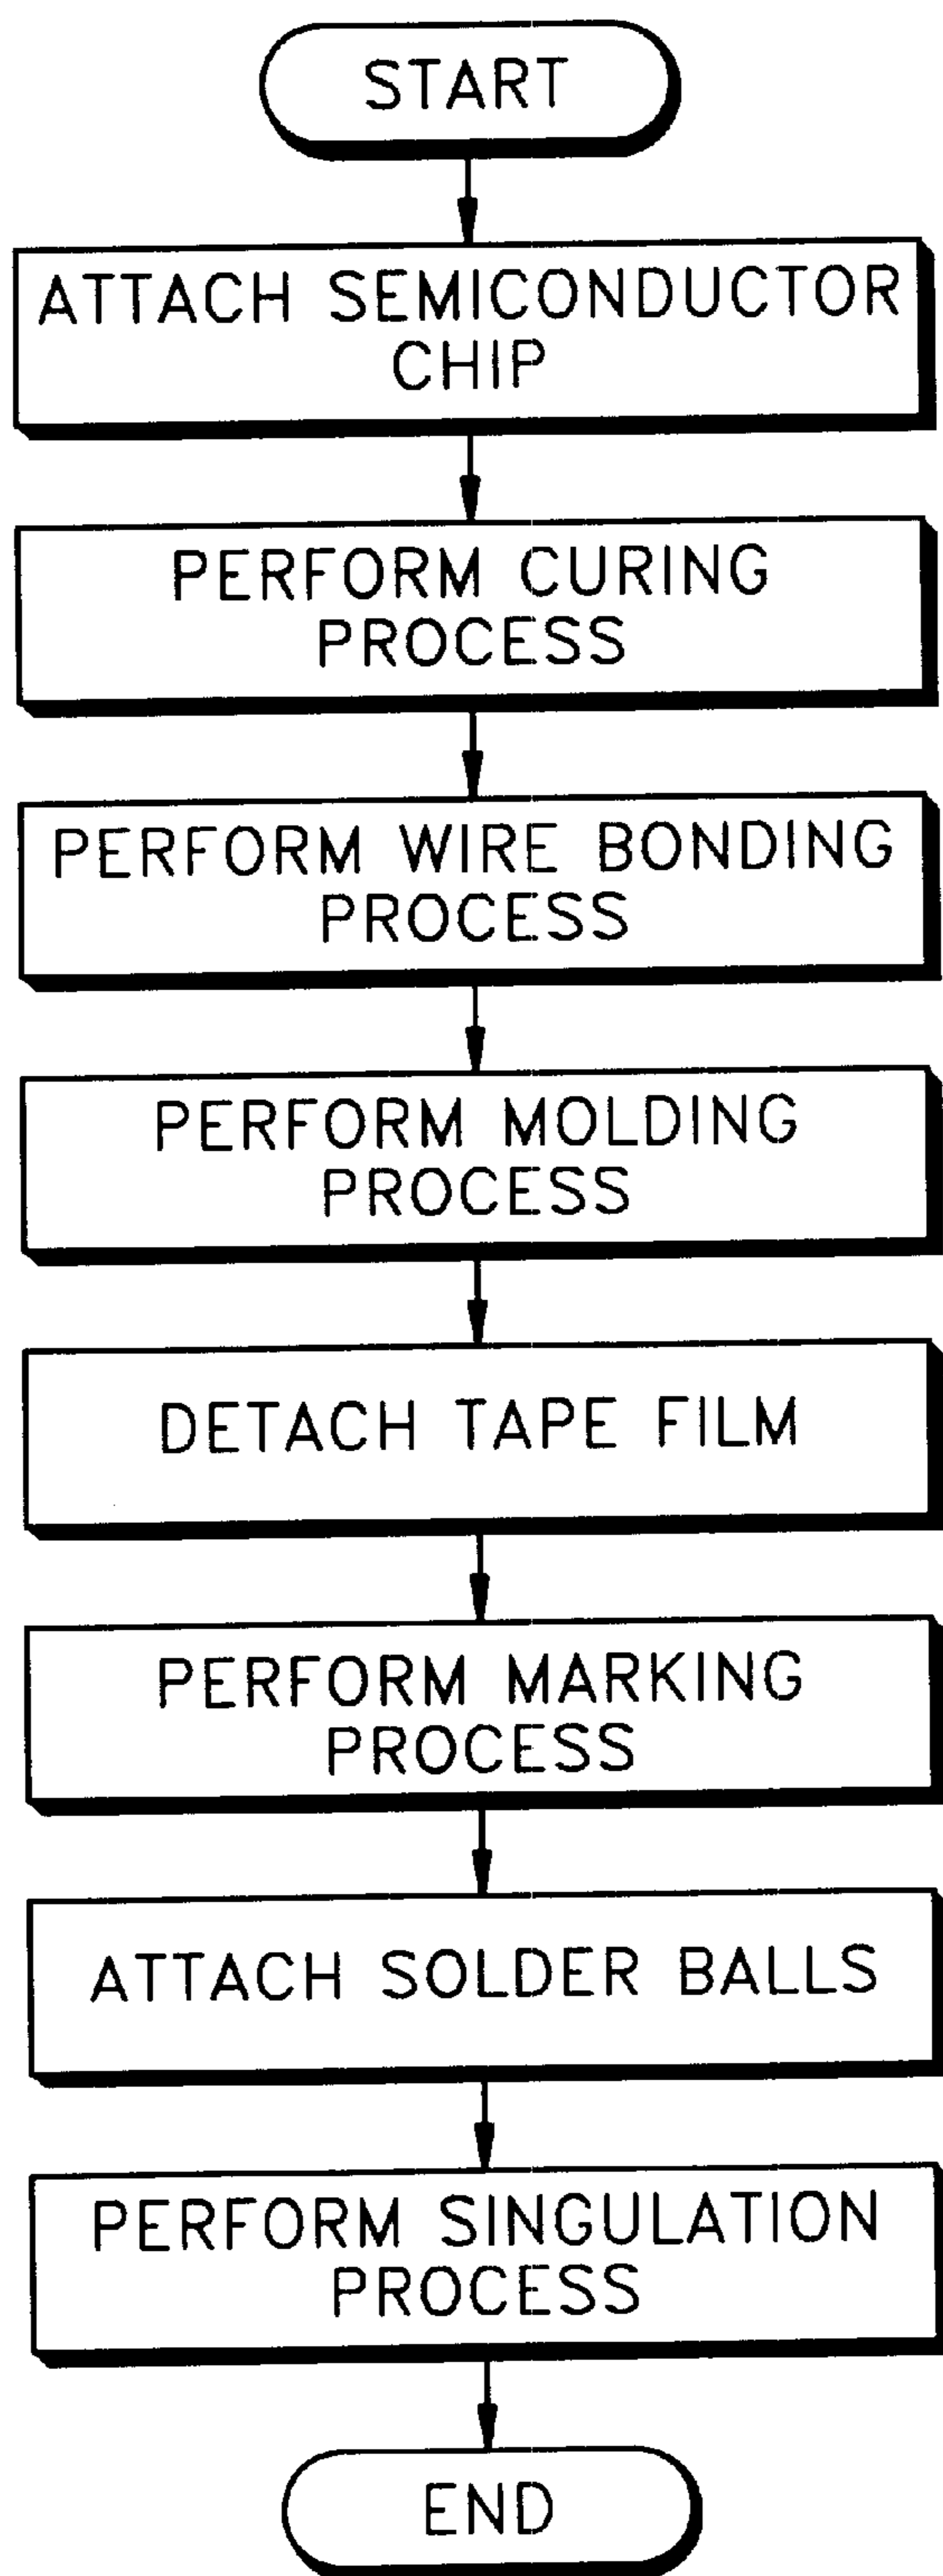 START
ATTACH SEMICONDUCTOR
CHIP
PERFORM CURING
PROCESS
PERFORM WIRE BONDING
PROCESS
PERFORM MOLDING
PROCESS
DETACH TAPE FILM
PERFORM MARKING
PROCESS
ATTACH SOLDER BALLS
PERFORM SINGULATION
PROCESS
END